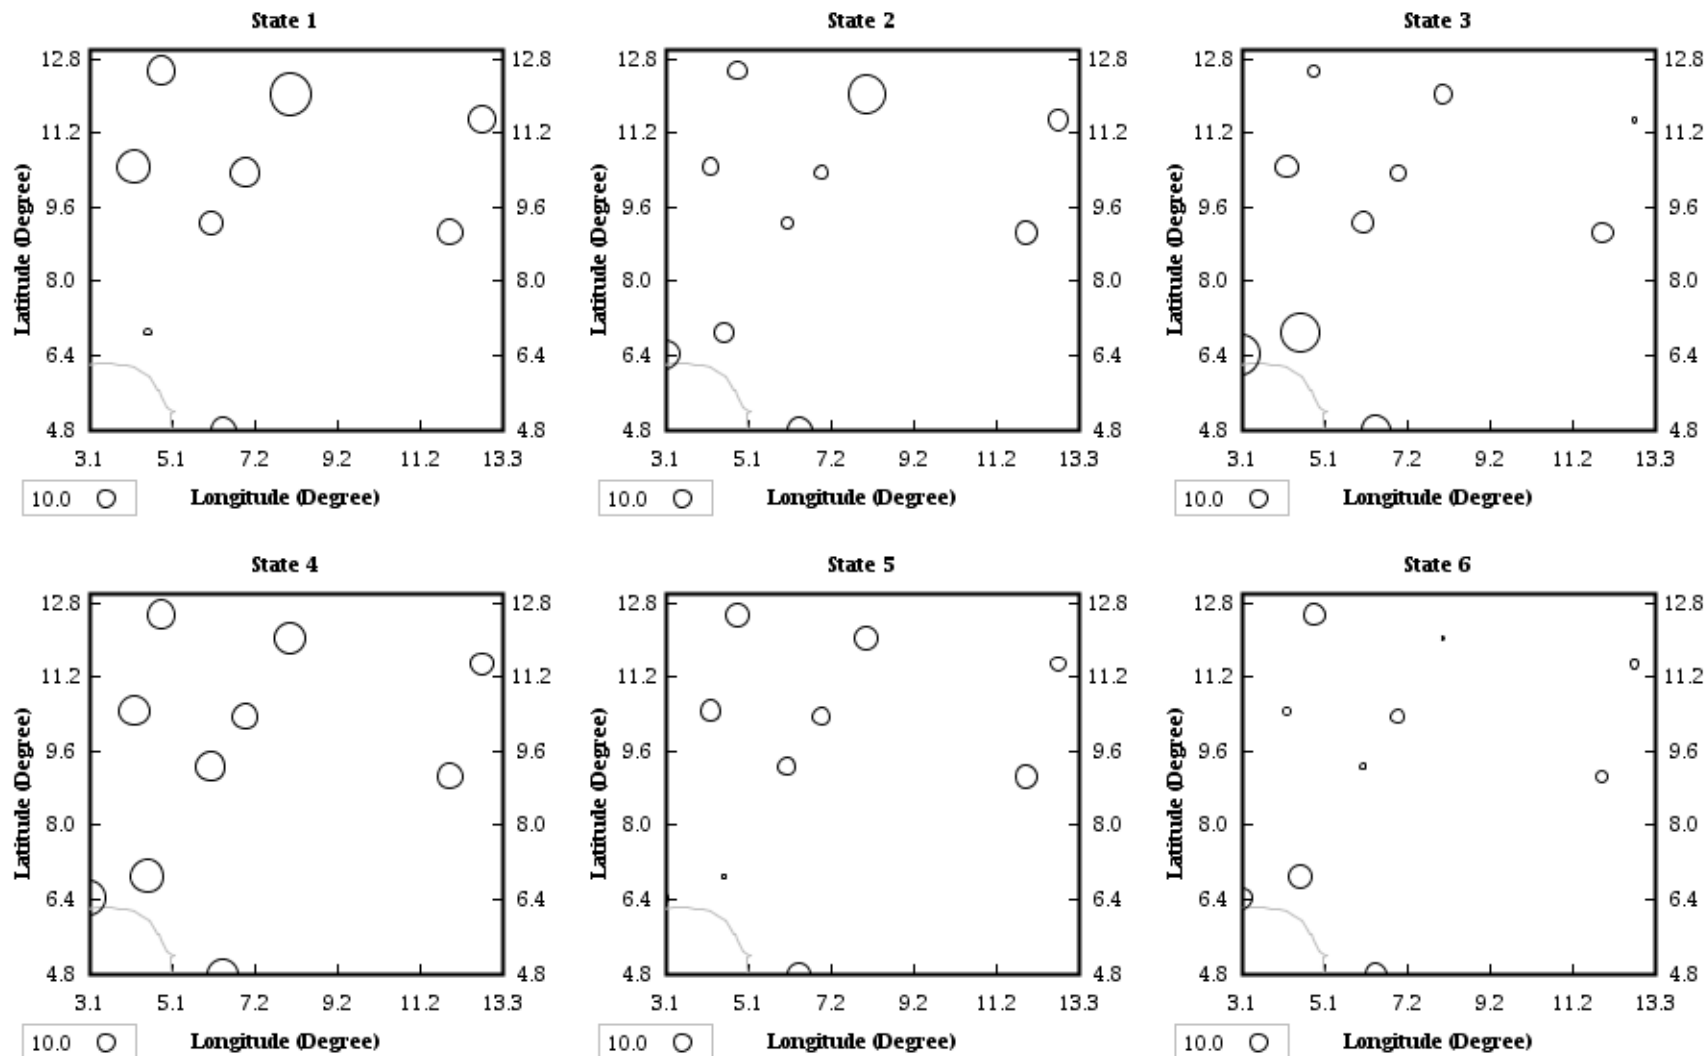 State 1
State 2
State 3
12.8 12.8 12.8 12.8 12.8 12.8
11.2 11.2 11.2 11.2 11.2 11.2
Latitude (Degree) Latitude (Degree) Latitude (Degree)
9.6 9.6 9.6 9.6 9.6 9.6
8.0 8.0 8.0 8.0 8.0 8.0
6.4 6.4 6.4 6.4 6.4 6.4
4.8 4.8 4.8 4.8 4.8 4.8
3.1 5.1 7.2 9.2 11.2 13.3 3.1 5.1 7.2 9.2 11.2 13.3 3.1 5.1 7.2 9.2 11.2 13.3
10.0 Longitude (Degree) 10.0 Longitude (Degree) 10.0 Longitude (Degree)
State 4
State 5
State 6
12.8 12.8 12.8 12.8 12.8 12.8
11.2 11.2 11.2 11.2 11.2 11.2
Latitude (Degree) Latitude (Degree) Latitude (Degree)
9.6 9.6 9.6 9.6 9.6 9.6
8.0 8.0 8.0 8.0 8.0 8.0
6.4 6.4 6.4 6.4 6.4 6.4
4.8 4.8 4.8 4.8 4.8 4.8
3.1 5.1 7.2 9.2 11.2 13.3 3.1 5.1 7.2 9.2 11.2 13.3 3.1 5.1 7.2 9.2 11.2 13.3
10.0 Longitude (Degree) 10.0 Longitude (Degree) 10.0 Longitude (Degree)